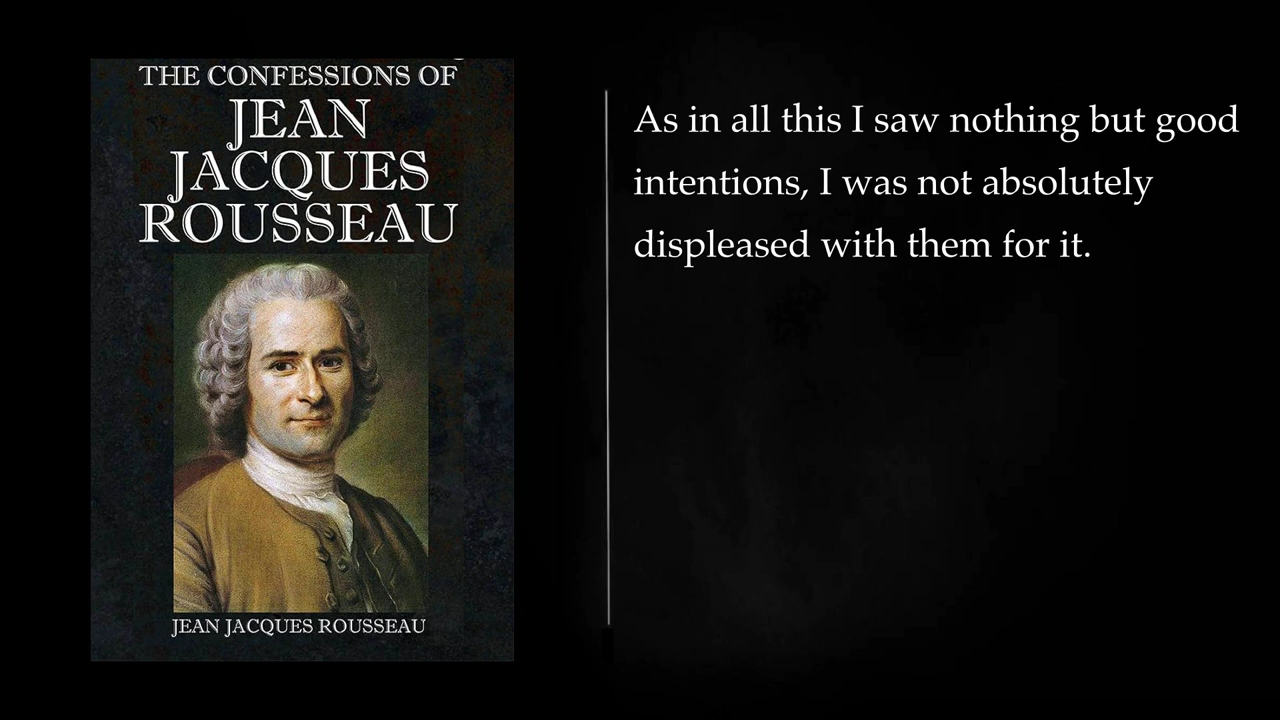 THE CONFESSIONS OF
JEAN
JACQUES
ROUSSEAU
JEAN JACQUES ROUSSEAU
As in all this I saw nothing but good
intentions, I was not absolutely
displeased with them for it.